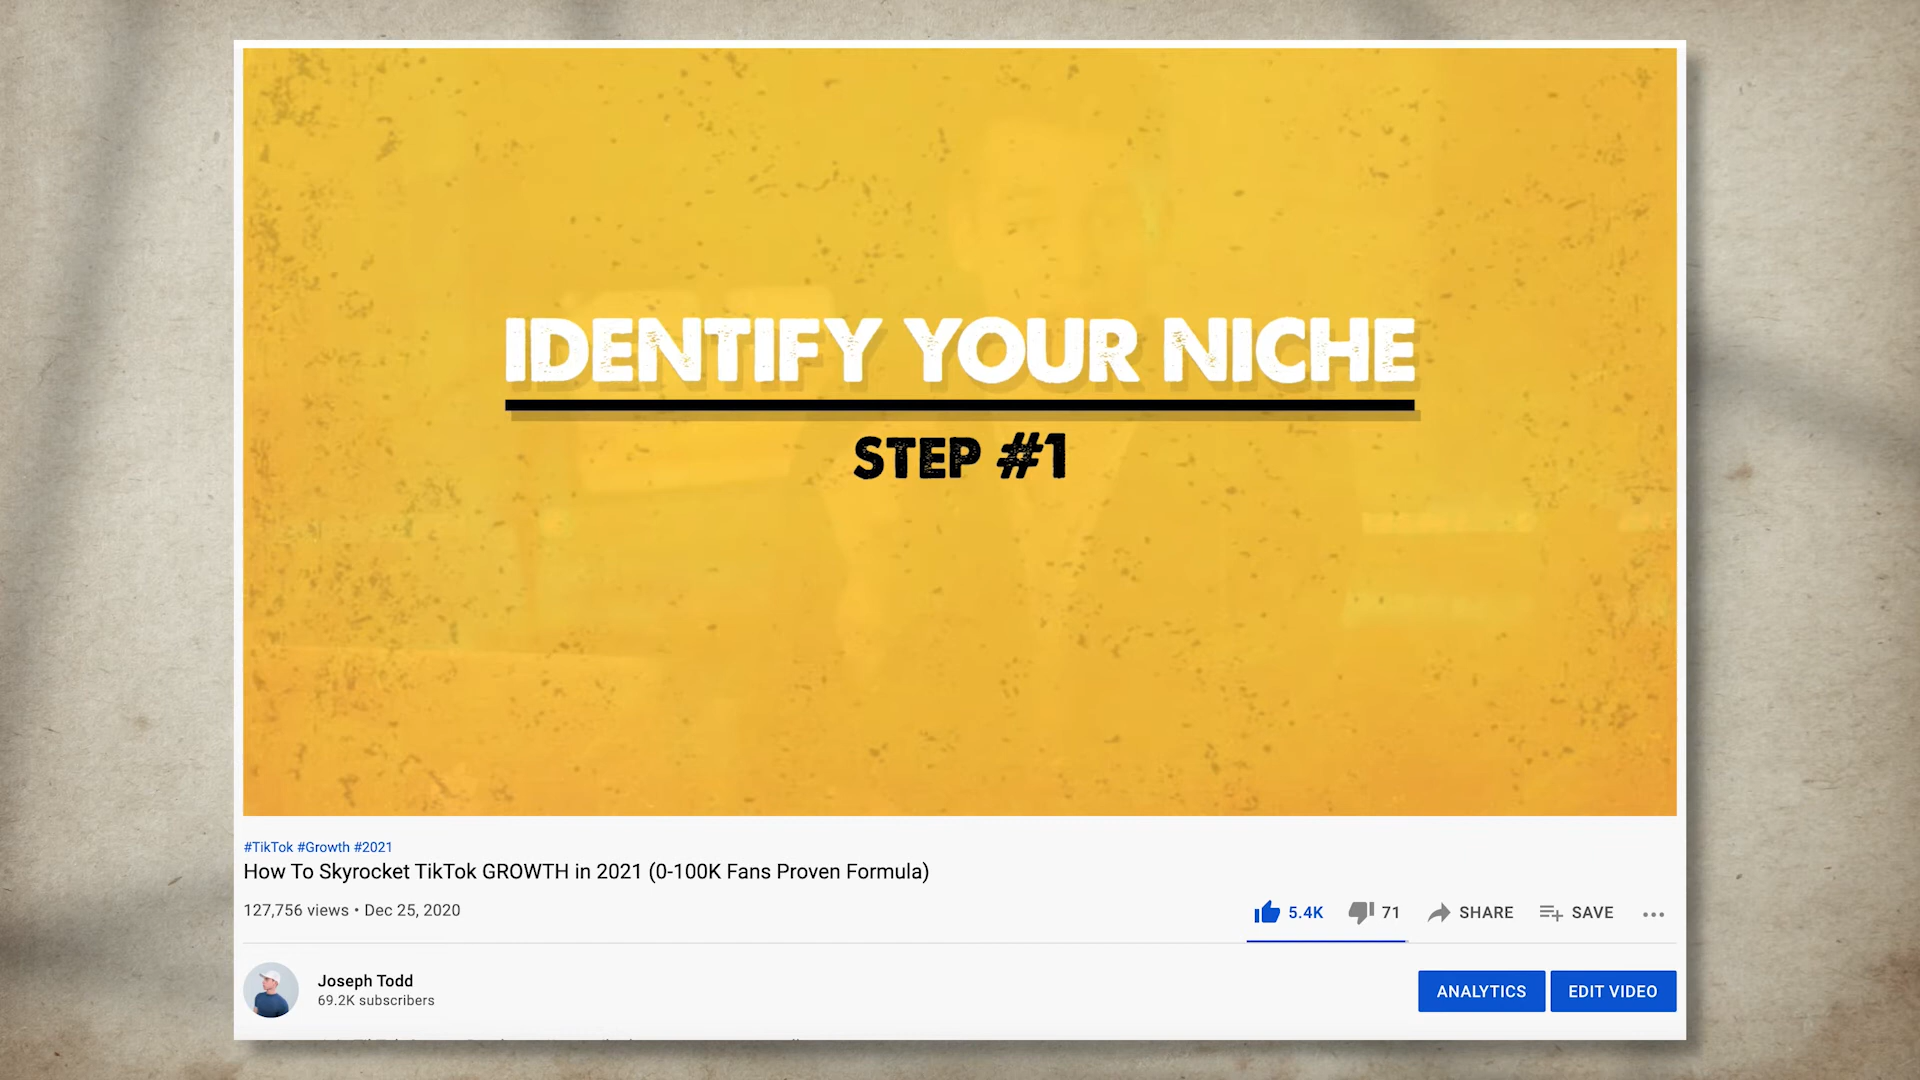 IDENTIFY YOUR NICHE
STEP #1
#TikTok #Growth #2021
How To Skyrocket TikTok GROWTH in 2021 (0-100K Fans Proven Formula)
127,756 views • Dec 25, 2020
5.4K 71 SHARE SAVE
Joseph Todd
69.2K subscribers
ANALYTICS EDIT VIDEO